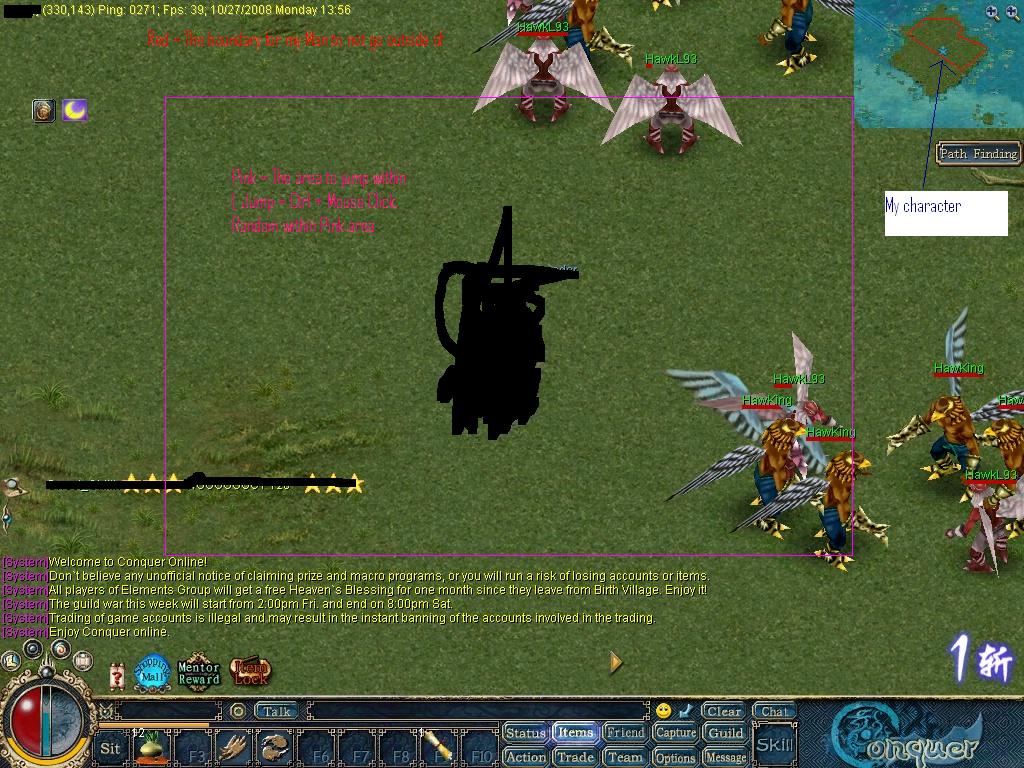 (330,143) Ping: 0271; Fps: 39; 10/27/2008 Monday 13:56
Red = The boundary for my Man to not go outside of
HawkL93
HawkL93
Path Finding
My character
Pink = The area to jump within
( Jump = Ctrl + Mouse Click
Random within Pink area
HawkL93
HawKing
HawKing
HawKing
Haw
HawkL93
[System]Welcome to Conquer Online!
[System]Don't believe any unofficial notice of claiming prize and macro programs, or you will run a risk of losing accounts or items.
[System]All players of Elements Group will get a free Heaven's Blessing for one month since they leave from Birth Village. Enjoy it!
[System]The guild war this week will start from 2:00pm Fri. and end on 8:00pm Sat.
[System]Trading of game accounts is illegal and may result in the instant banning of the accounts involved in the trading.
[System]Enjoy Conquer online.
Shopping Mall
Mentor Reward
Item Lock
1斬
Talk
Clear
Chat
Sit
12
F3
F6
F7
F8
F10
Status
Items
Friend
Capture
Guild
Skill
Action
Trade
Team
Options
Message
Conquer